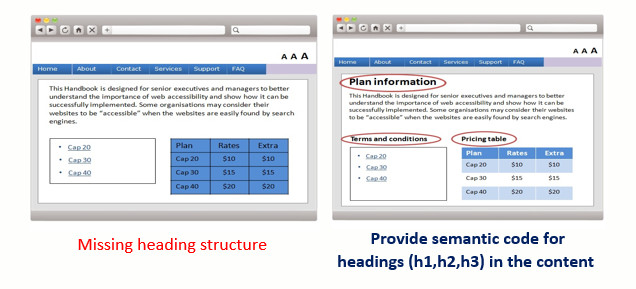 A A A
Home About Contact Services Support FAQ
This Handbook is designed for senior executives and managers to better
understand the importance of web accessibility and show how it can be
successfully implemented. Some organisations may consider their
websites to be “accessible” when the websites are easily found by search
engines.
• Cap 20
• Cap 30
• Cap 40
Plan Rates Extra
Cap 20 $10 $10
Cap 30 $15 $15
Cap 40 $20 $20
Missing heading structure
A A A
Home About Contact Services Support FAQ
Plan information
This Handbook is designed for senior executives and managers to better
understand the importance of web accessibility and show how it can be
successfully implemented. Some organisations may consider their websites
to be “accessible” when the websites are easily found by search engines.
Terms and conditions
• Cap 20
• Cap 30
• Cap 40
Pricing table
Plan Rates Extra
Cap 20 $10 $10
Cap 30 $15 $15
Cap 40 $20 $20
Provide semantic code for
headings (h1,h2,h3) in the content